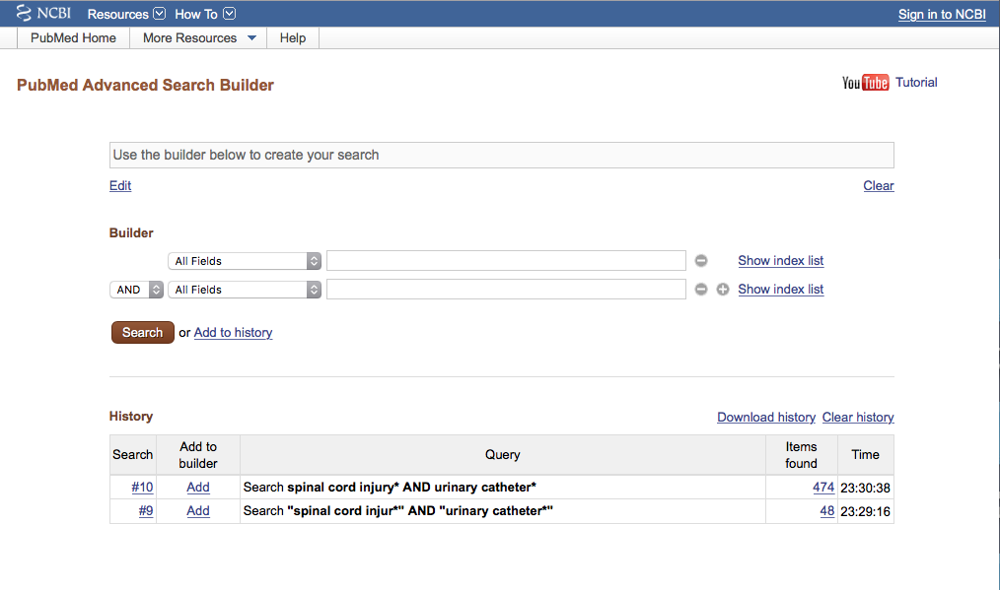 NCBI Resources How To Sign in to NCBI
PubMed Home More Resources Help
PubMed Advanced Search Builder
YouTube Tutorial
Use the builder below to create your search
Edit Clear
Builder
All Fields Show index list
AND All Fields Show index list
Search or Add to history
History Download history Clear history
Search Add to builder Query Items found Time
#10 Add Search spinal cord injury* AND urinary catheter* 474 23:30:38
#9 Add Search "spinal cord injur*" AND "urinary catheter*" 48 23:29:16